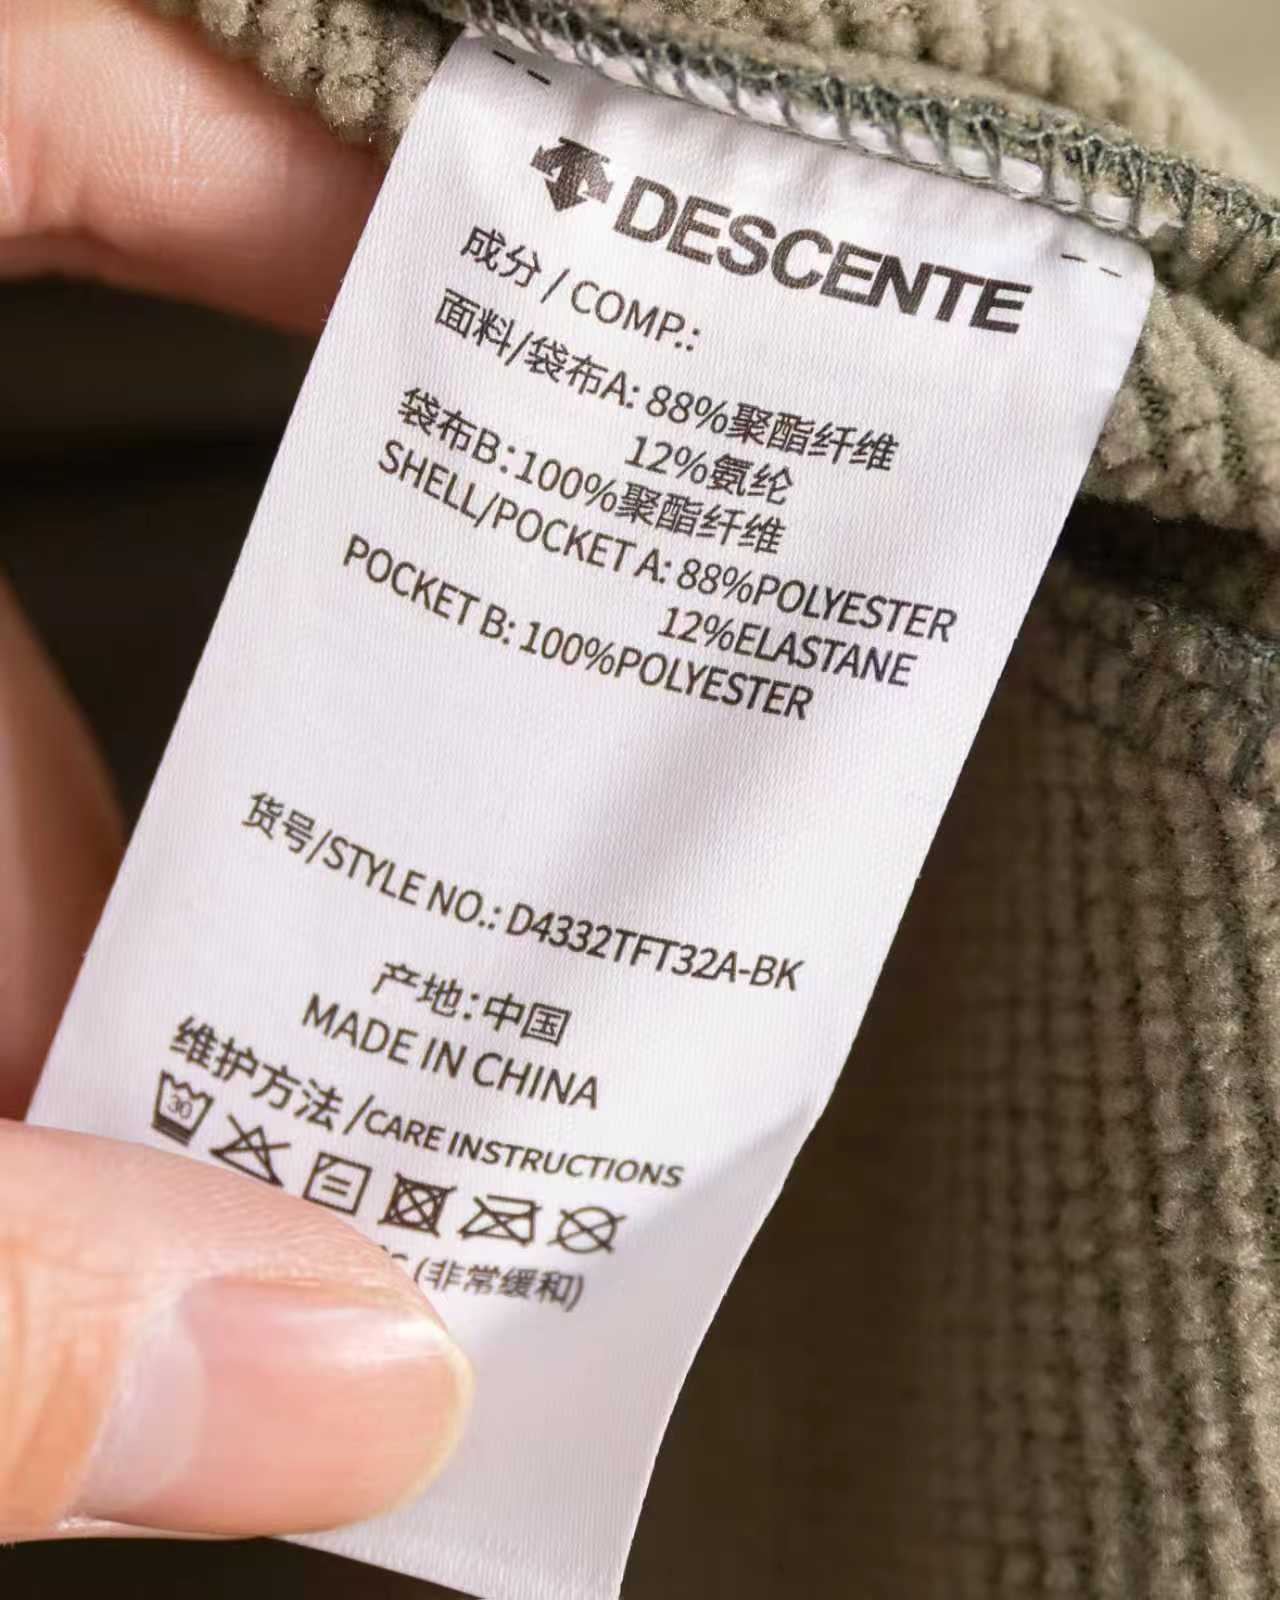 DESCENTE
成分 / COMP.:
面料/袋布A: 88%聚酯纤维
12%氨纶
袋布B:100%聚酯纤维
SHELL/POCKET A: 88%POLYESTER
12%ELASTANE
POCKET B: 100%POLYESTER
货号/STYLE NO.: D4332TFT32A-BK
产地:中国
MADE IN CHINA
维护方法 /CARE INSTRUCTIONS
30
(非常缓和)